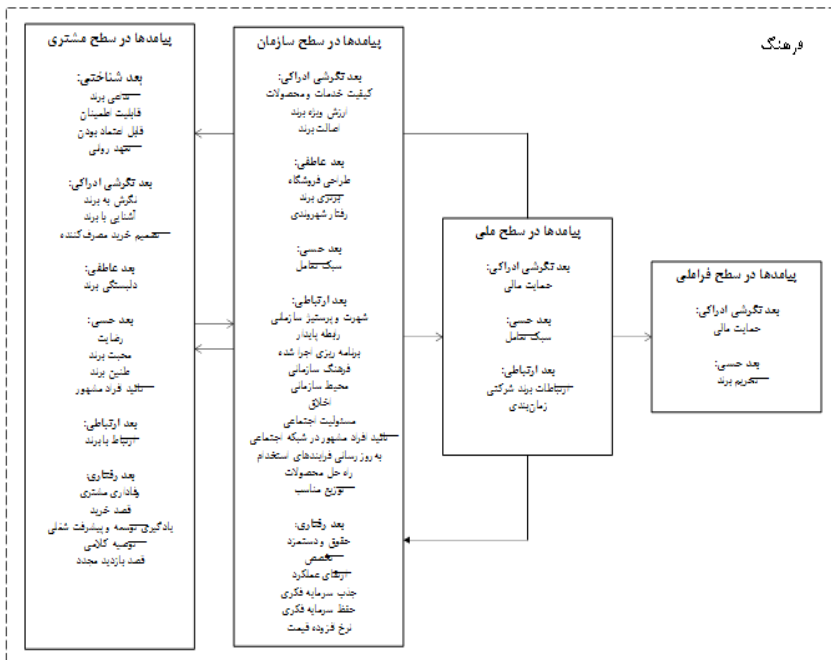 فرهنگ
پیامدها در سطح مشتری
بعد شناختی:
تداعی برند
قابلیت اطمینان
قابل اعتماد بودن
تعهد روانی
بعد نگرشی ادراکی:
نگرش به برند
آشنایی با برند
تصمیم خرید مصرف‌کننده
بعد عاطفی:
دلبستگی برند
بعد حسی:
رضایت
محبت برند
طنین برند
تائید افراد مشهور
بعد ارتباطی:
ارتباط با برند
بعد رفتاری:
وفاداری مشتری
قصد خرید
یادگیری توسعه و پیشرفت شغلی
توصیه کلامی
قصد بازدید مجدد
پیامدها در سطح سازمان
بعد نگرشی ادراکی:
کیفیت خدمات و محصولات
ارزش ویژه برند
اصالت برند
بعد عاطفی:
طراحی فروشگاه
برتری برند
رفتار شهروندی
بعد حسی:
سبک تعامل
بعد ارتباطی:
شهرت و پرستیژ سازمانی
رابطه پایدار
برنامه ریزی اجرا شده
فرهنگ سازمانی
محیط سازمانی
اخلاق
مسئولیت اجتماعی
تائید افراد مشهور در شبکه اجتماعی
به روز رسانی فرایندهای استخدام
راه حل محصولات
توزیع مناسب
بعد رفتاری:
حقوق و دستمزد
تخصص
ارتقای عملکرد
جذب سرمایه فکری
حفظ سرمایه فکری
نرخ افزوده قیمت
پیامدها در سطح ملی
بعد نگرشی ادراکی:
حمایت مالی
بعد حسی:
سبک تعامل
بعد ارتباطی:
ارتباطات برند شرکتی
زمان‌بندی
پیامدها در سطح فراملی
بعد نگرشی ادراکی:
حمایت مالی
بعد حسی:
تحریم برند